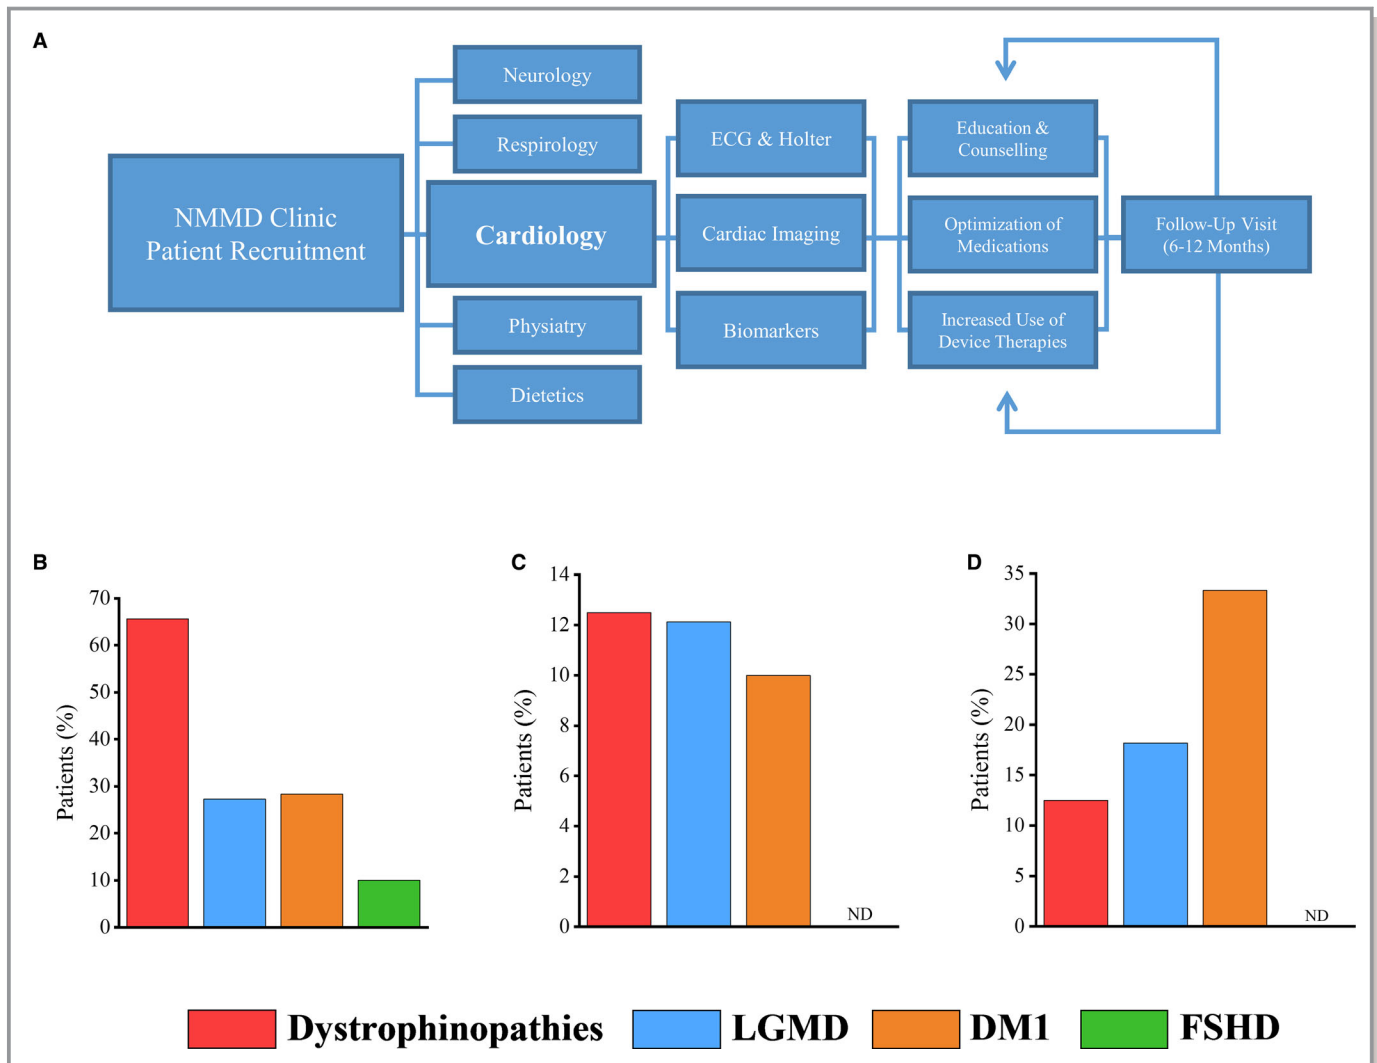 A
NMMD Clinic
Patient Recruitment
Neurology
Respirology
Cardiology
Physiatry
Dietetics
ECG & Holter
Cardiac Imaging
Biomarkers
Education &
Counselling
Optimization of
Medications
Increased Use of
Device Therapies
Follow-Up Visit
(6-12 Months)
B
Patients (%)
70
60
50
40
30
20
10
0
C
Patients (%)
14
12
10
8
6
4
2
0
ND
D
Patients (%)
35
30
25
20
15
10
5
0
ND
Dystrophinopathies
LGMD
DM1
FSHD